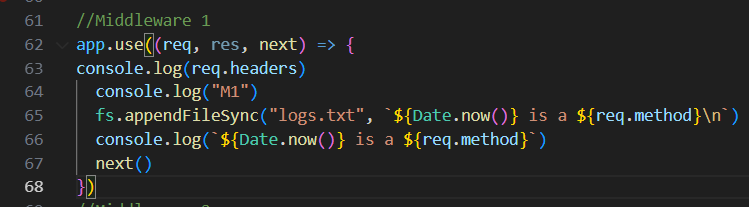 61 //Middleware 1
62 app.use((req, res, next) => {
63 console.log(req.headers)
64 console.log("M1")
65 fs.appendFileSync("logs.txt", `${Date.now()} is a ${req.method}\n`)
66 console.log(`${Date.now()} is a ${req.method}`)
67 next()
68 })